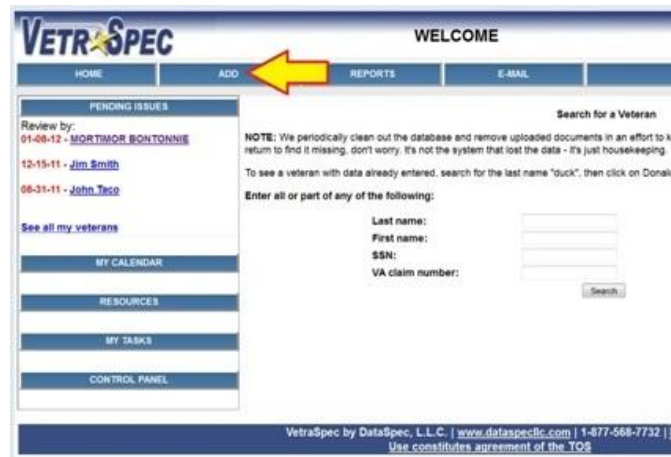 VETRASPEC
WELCOME
HOME
ADD
REPORTS
E-MAIL
PENDING ISSUES
Review by:
01-08-12 - MORTIMOR BONTONNIE
12-15-11 - Jim Smith
08-31-11 - John Taco
See all my veterans
MY CALENDAR
RESOURCES
MY TASKS
CONTROL PANEL
Search for a Veteran
NOTE: We periodically clean out the database and remove uploaded documents in an effort to k
return to find it missing, don't worry. It's not the system that lost the data - it's just housekeeping.
To see a veteran with data already entered, search for the last name "duck", then click on Donal
Enter all or part of any of the following:
Last name:
First name:
SSN:
VA claim number:
Search
VetraSpec by DataSpec, L.L.C. | www.dataspecllc.com | 1-877-568-7732 |
Use constitutes agreement of the TOS